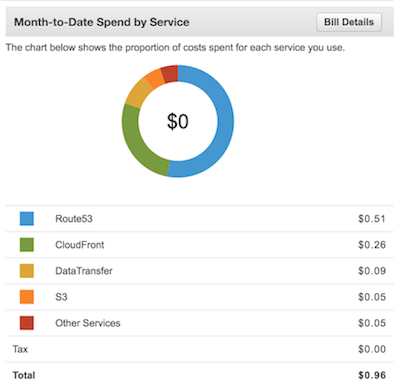 Month-to-Date Spend by Service
Bill Details
The chart below shows the proportion of costs spent for each service you use.
$0
Route53 $0.51
CloudFront $0.26
DataTransfer $0.09
S3 $0.05
Other Services $0.05
Tax $0.00
Total $0.96